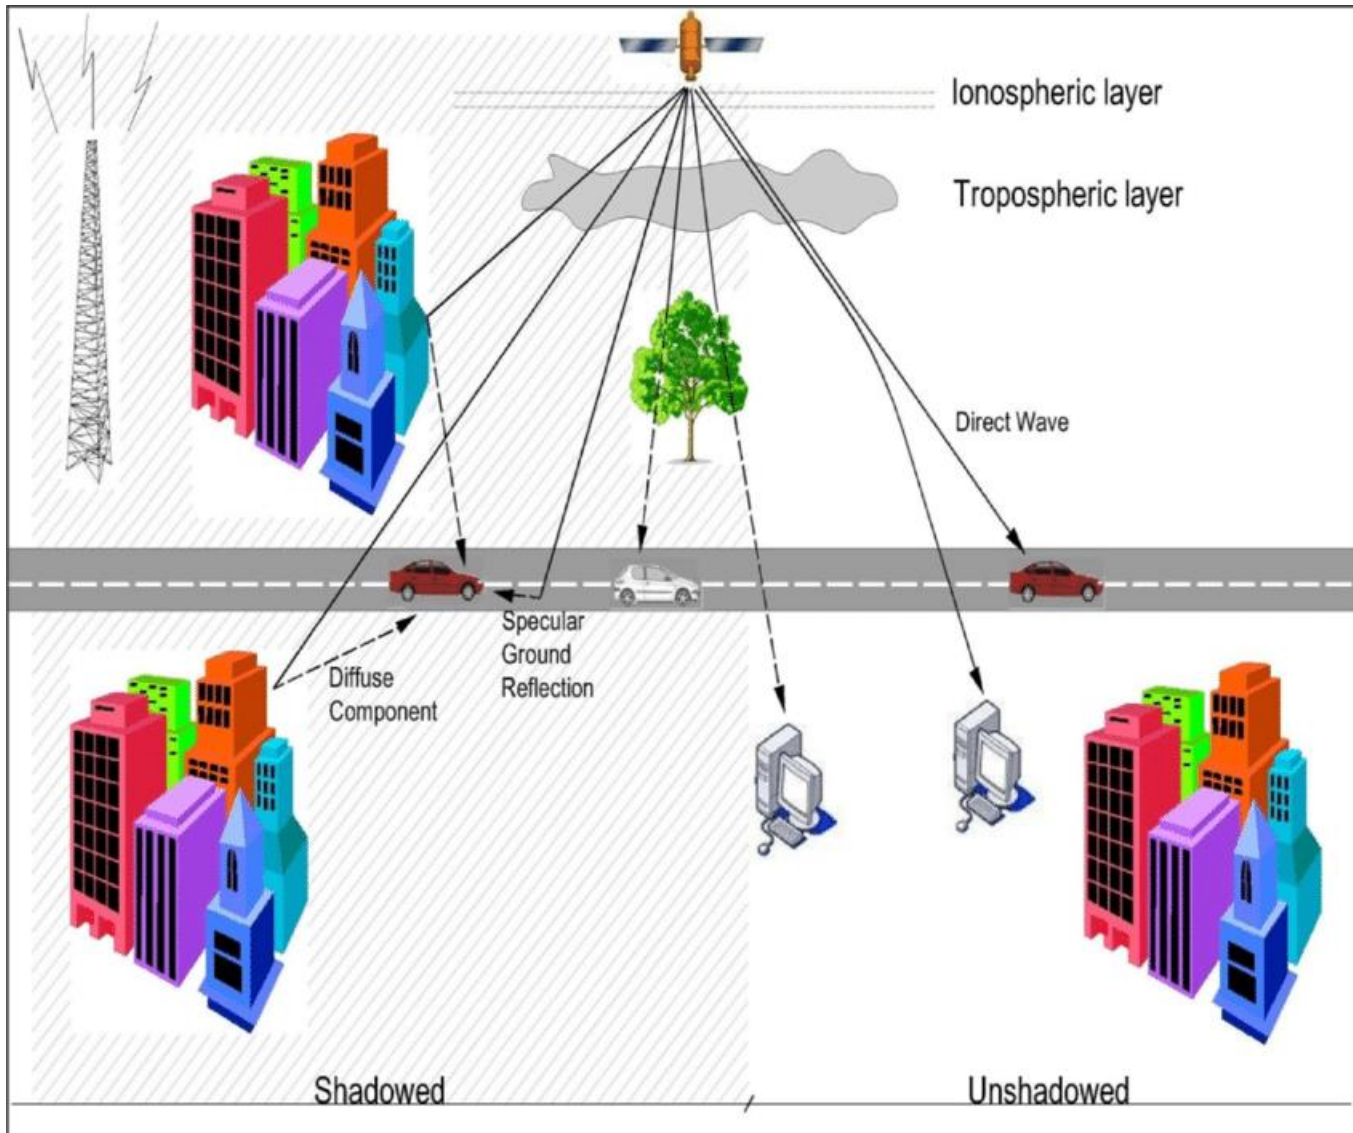 Ionospheric layer
Tropospheric layer
Direct Wave
Specular
Ground
Reflection
Diffuse
Component
Shadowed
Unshadowed